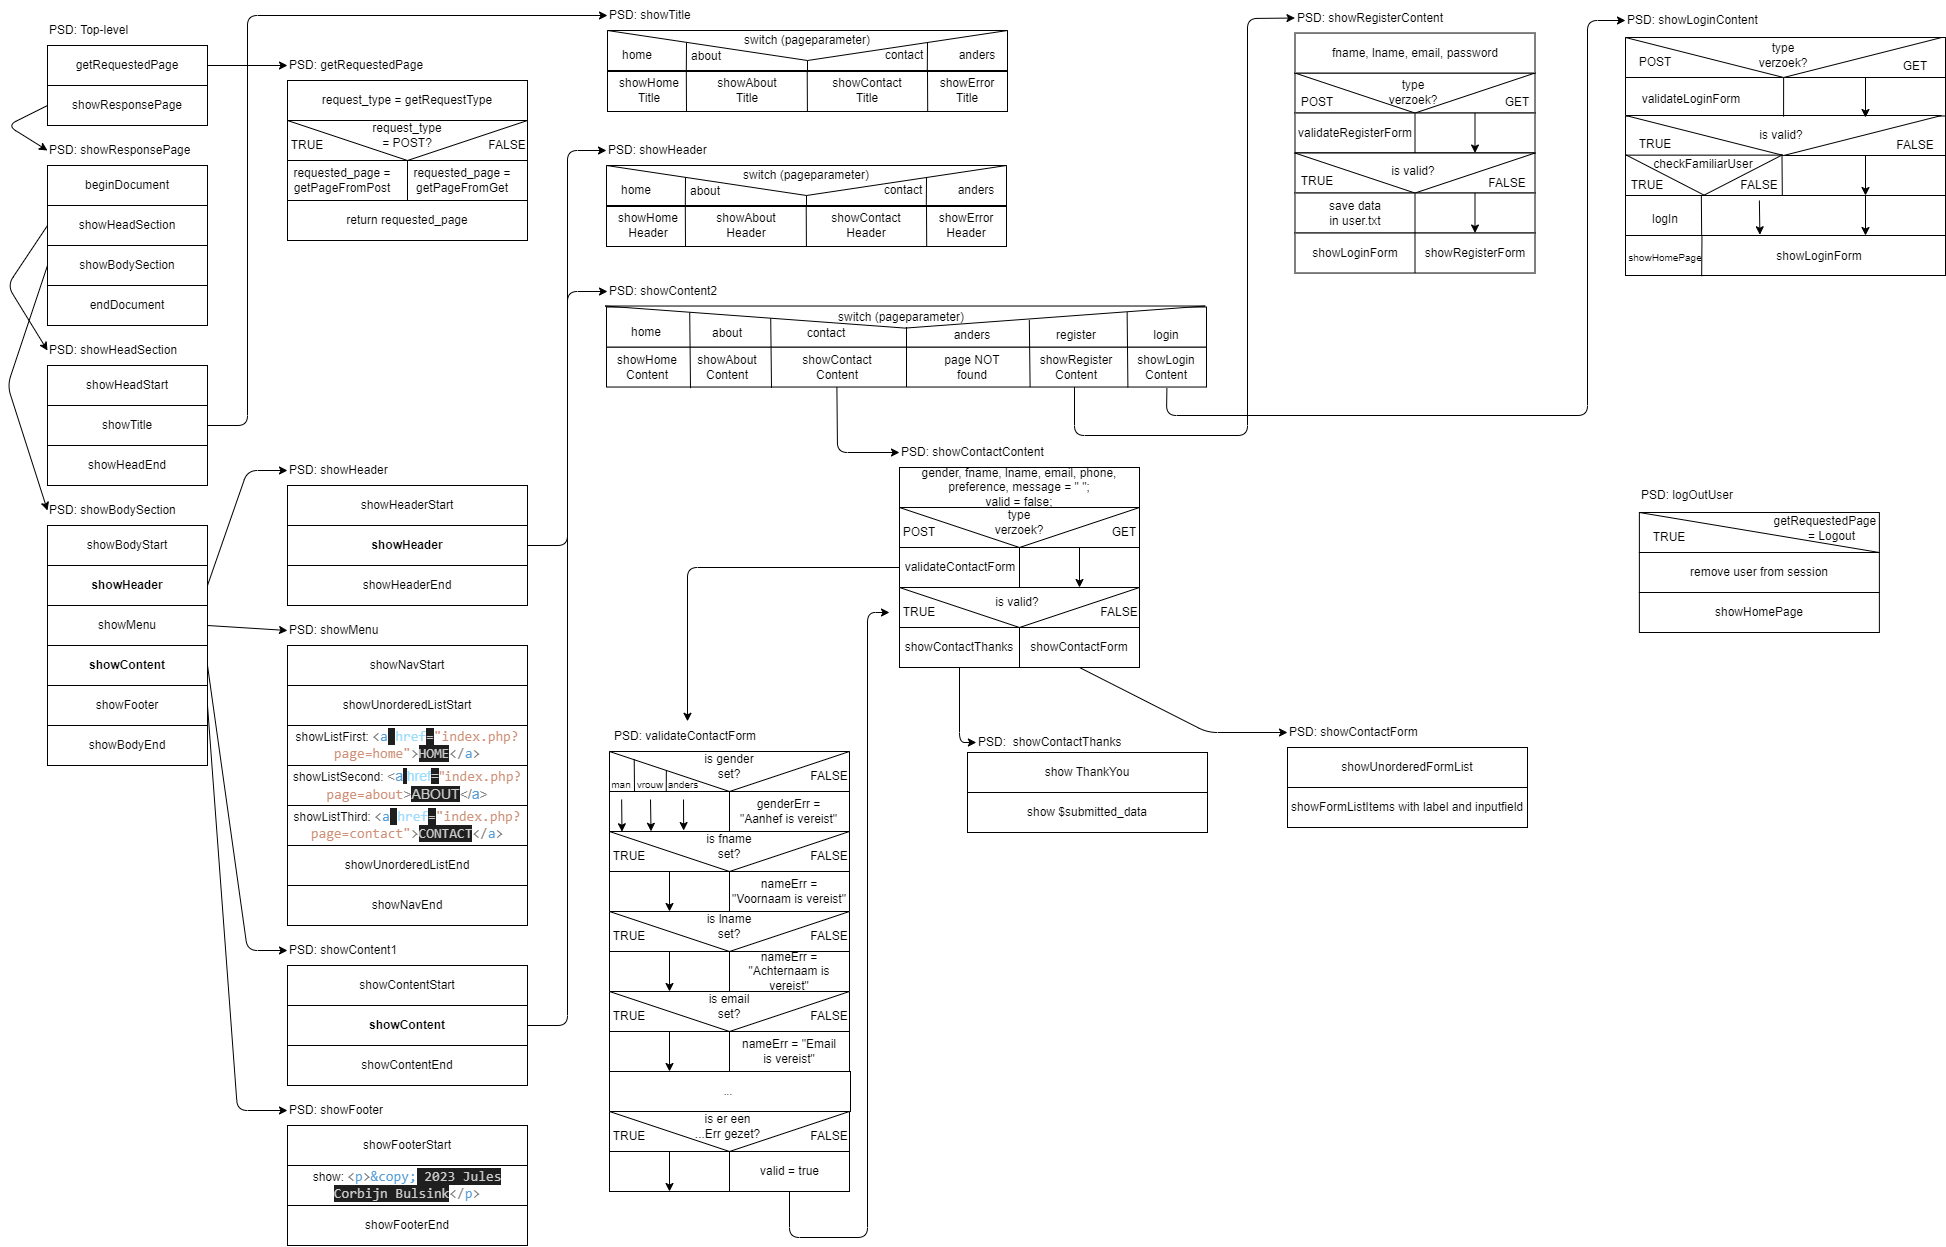 PSD: Top-level
getRequestedPage
showResponsePage
PSD: showResponsePage
beginDocument
showHeadSection
showBodySection
endDocument
PSD: showHeadSection
showHeadStart
showTitle
showHeadEnd
PSD: showBodySection
showBodyStart
showHeader
showMenu
showContent
showFooter
showBodyEnd
PSD: getRequestedPage
request_type = getRequestType
request_type
= POST?
TRUE
FALSE
requested_page =
getPageFromPost
requested_page =
getPageFromGet
return requested_page
PSD: showHeader
showHeaderStart
showHeader
showHeaderEnd
PSD: showMenu
showNavStart
showUnorderedListStart
showListFirst: <a href="index.php?
page=home">HOME</a>
showListSecond: <a href="index.php?
page=about>ABOUT</a>
showListThird: <a href="index.php?
page=contact">CONTACT</a>
showUnorderedListEnd
showNavEnd
PSD: showContent1
showContentStart
showContent
showContentEnd
PSD: showFooter
showFooterStart
show: <p>&copy; 2023 Jules
Corbijn Bulsink</p>
showFooterEnd
PSD: showTitle
switch (pageparameter)
home
about
contact
anders
showHome
Title
showAbout
Title
showContact
Title
showError
Title
PSD: showHeader
switch (pageparameter)
home
about
contact
anders
showHome
Header
showAbout
Header
showContact
Header
showError
Header
PSD: showContent2
switch (pageparameter)
home
about
contact
anders
register
login
showHome
Content
showAbout
Content
showContact
Content
page NOT
found
showRegister
Content
showLogin
Content
PSD: showContactContent
gender, fname, lname, email, phone,
preference, message = " ";
valid = false;
type
verzoek?
POST
GET
validateContactForm
is valid?
TRUE
FALSE
showContactThanks
showContactForm
PSD: validateContactForm
is gender
set?
FALSE
man
vrouw
anders
genderErr =
"Aanhef is vereist"
is fname
set?
TRUE
FALSE
nameErr =
"Voornaam is vereist"
is lname
set?
TRUE
FALSE
nameErr =
"Achternaam is
vereist"
is email
set?
TRUE
FALSE
nameErr = "Email
is vereist"
...
is er een
...Err gezet?
TRUE
FALSE
valid = true
PSD: showContactThanks
show ThankYou
show $submitted_data
PSD: showContactForm
showUnorderedFormList
showFormListItems with label and inputfield
PSD: showRegisterContent
fname, lname, email, password
type
verzoek?
POST
GET
validateRegisterForm
is valid?
TRUE
FALSE
save data
in user.txt
showLoginForm
showRegisterForm
PSD: showLoginContent
type
verzoek?
POST
GET
validateLoginForm
is valid?
TRUE
FALSE
checkFamiliarUser
TRUE
FALSE
logIn
showHomePage
showLoginForm
PSD: logOutUser
getRequestedPage
= Logout
TRUE
remove user from session
showHomePage